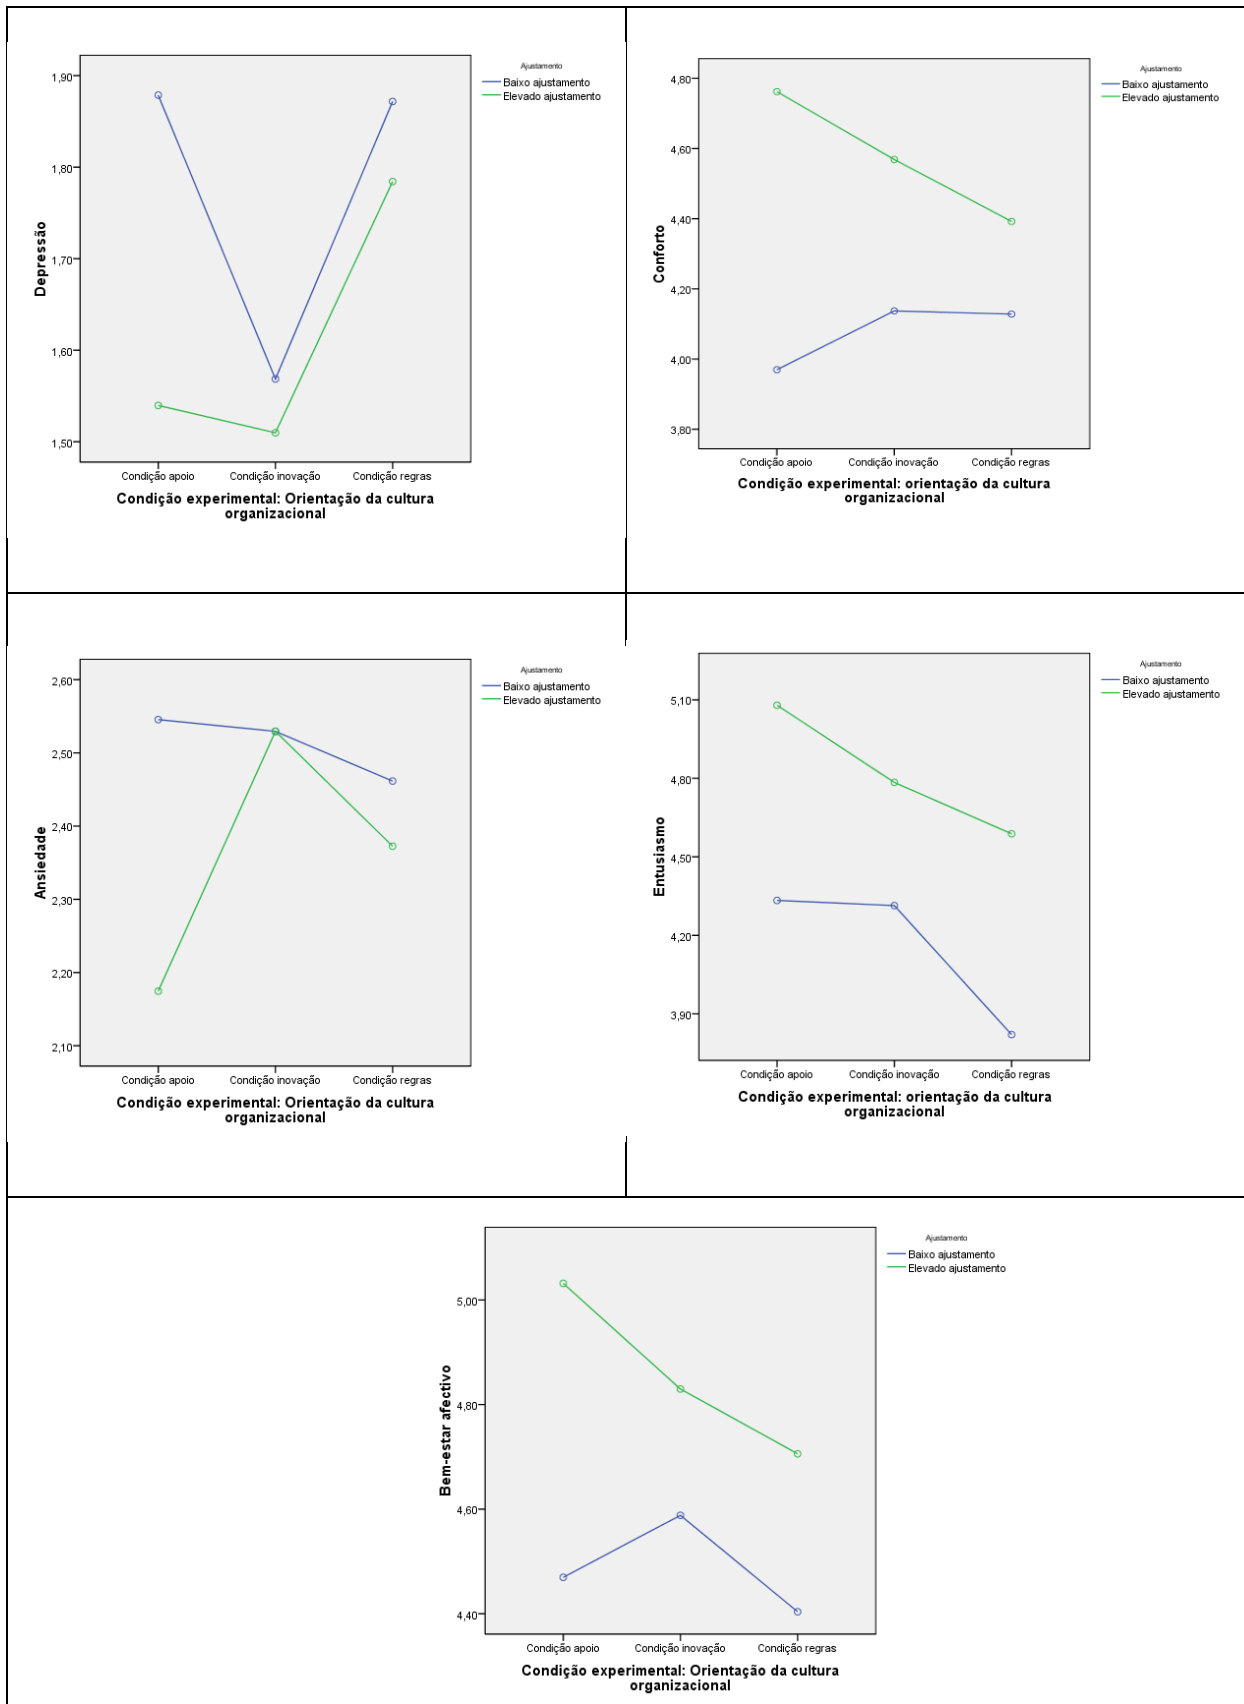 Ajustamento
Baixo ajustamento
Elevado ajustamento
1,90
1,80
1,70
1,60
1,50
Depressão
Condição apoio
Condição inovação
Condição regras
Condição experimental: Orientação da cultura
organizacional
Ajustamento
Baixo ajustamento
Elevado ajustamento
4,80
4,60
4,40
4,20
4,00
3,80
Conforto
Condição apoio
Condição inovação
Condição regras
Condição experimental: orientação da cultura
organizacional
Ajustamento
Baixo ajustamento
Elevado ajustamento
2,60
2,50
2,40
2,30
2,20
2,10
Ansiedade
Condição apoio
Condição inovação
Condição regras
Condição experimental: Orientação da cultura
organizacional
Ajustamento
Baixo ajustamento
Elevado ajustamento
5,10
4,80
4,50
4,20
3,90
Entusiasmo
Condição apoio
Condição inovação
Condição regras
Condição experimental: orientação da cultura
organizacional
Ajustamento
Baixo ajustamento
Elevado ajustamento
5,00
4,80
4,60
4,40
Bem-estar afectivo
Condição apoio
Condição inovação
Condição regras
Condição experimental: Orientação da cultura
organizacional